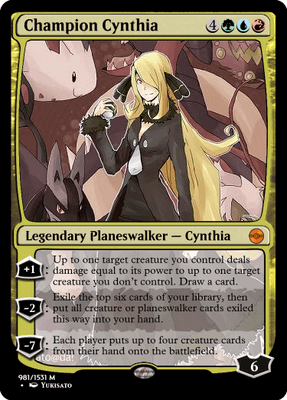 Champion Cynthia 4
Legendary Planeswalker — Cynthia
+1: Up to one target creature you control deals
damage equal to its power to up to one target
creature you don't control. Draw a card.
-2: Exile the top six cards of your library, then
put all creature or planeswalker cards exiled
this way into your hand.
-7: Each player puts up to four creature cards
from their hand onto the battlefield.
6
981/1531 M
• Yukisato